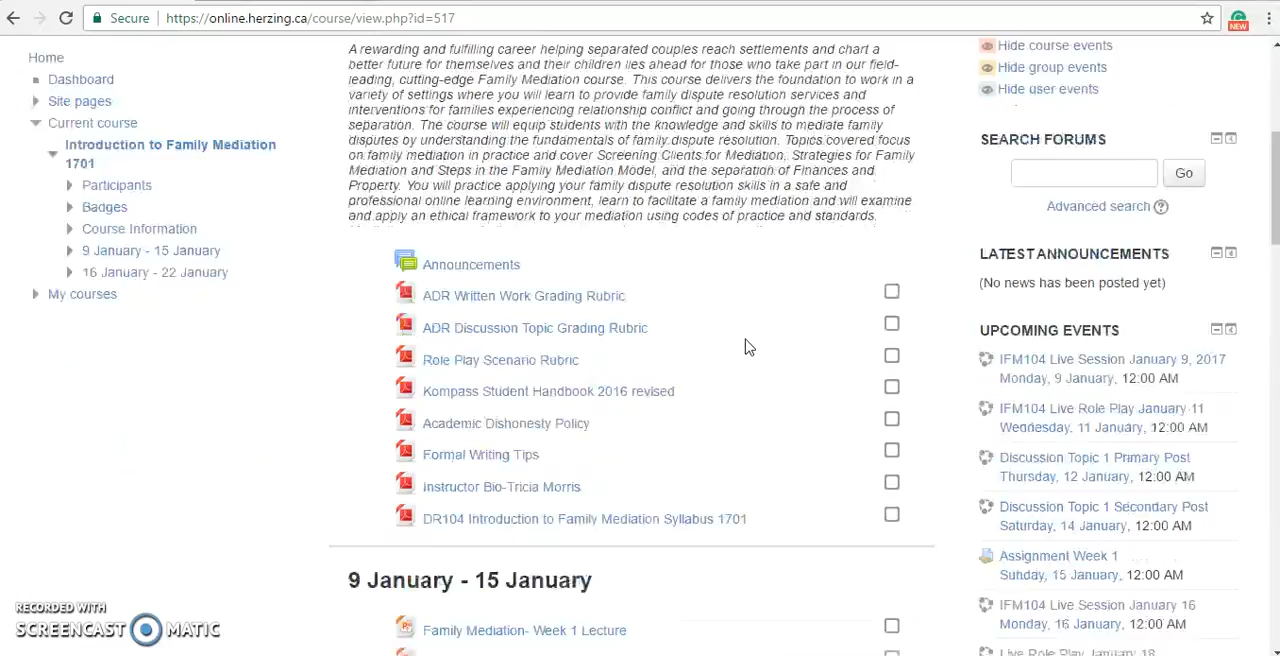 Secure https://online.herzing.ca/course/view.php?id=517
NEW
Home
Dashboard
Site pages
Current course
Introduction to Family Mediation
1701
Participants
Badges
Course Information
9 January - 15 January
16 January - 22 January
My courses
A rewarding and fulfilling career helping separated couples reach settlements and chart a
better future for themselves and their children lies ahead for those who take part in our field-
leading, cutting-edge Family Mediation course. This course delivers the foundation to work in a
variety of settings where you will learn to provide family dispute resolution services and
interventions for families experiencing relationship conflict and going through the process of
separation. The course will equip students with the knowledge and skills to mediate family
disputes by understanding the fundamentals of family dispute resolution. Topics covered focus
on family mediation in practice and cover Screening Clients for Mediation, Strategies for Family
Mediation and Steps in the Family Mediation Model, and the separation of Finances and
Property. You will practice applying your family dispute resolution skills in a safe and
professional online learning environment, learn to facilitate a family mediation and will examine
and apply an ethical framework to your mediation using codes of practice and standards.
Announcements
ADR Written Work Grading Rubric
ADR Discussion Topic Grading Rubric
Role Play Scenario Rubric
Kompass Student Handbook 2016 revised
Academic Dishonesty Policy
Formal Writing Tips
Instructor Bio-Tricia Morris
DR104 Introduction to Family Mediation Syllabus 1701
9 January - 15 January
Family Mediation- Week 1 Lecture
Hide course events
Hide group events
Hide user events
SEARCH FORUMS
Go
Advanced search
LATEST ANNOUNCEMENTS
(No news has been posted yet)
UPCOMING EVENTS
IFM104 Live Session January 9, 2017
Monday, 9 January, 12:00 AM
IFM104 Live Role Play January 11
Wednesday, 11 January, 12:00 AM
Discussion Topic 1 Primary Post
Thursday, 12 January, 12:00 AM
Discussion Topic 1 Secondary Post
Saturday, 14 January, 12:00 AM
Assignment Week 1
Sunday, 15 January, 12:00 AM
IFM104 Live Session January 16
Monday, 16 January, 12:00 AM
Live Role Play January 18
RECORDED WITH
SCREENCAST MATIC